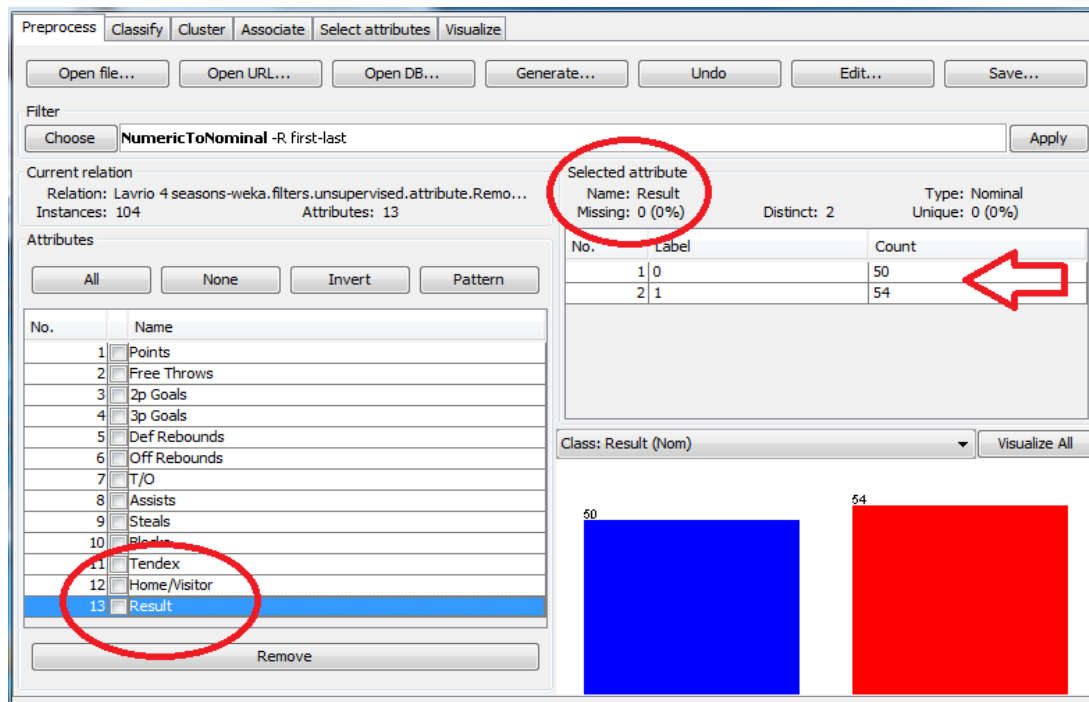 Preprocess Classify Cluster Associate Select attributes Visualize
Open file... Open URL... Open DB... Generate... Undo Edit... Save...
Filter
Choose NumericToNominal -R first-last Apply
Current relation
Relation: Lavrio 4 seasons-weka.filters.unsupervised.attribute.Remo...
Instances: 104 Attributes: 13
Attributes
All None Invert Pattern
No. Name
1 Points
2 Free Throws
3 2p Goals
4 3p Goals
5 Def Rebounds
6 Off Rebounds
7 T/O
8 Assists
9 Steals
10 Blocks
11 Tendex
12 Home/Visitor
13 Result
Remove
Selected attribute
Name: Result Type: Nominal
Missing: 0 (0%) Distinct: 2 Unique: 0 (0%)
No. Label Count
1 0 50
2 1 54
Class: Result (Nom) Visualize All
50
54